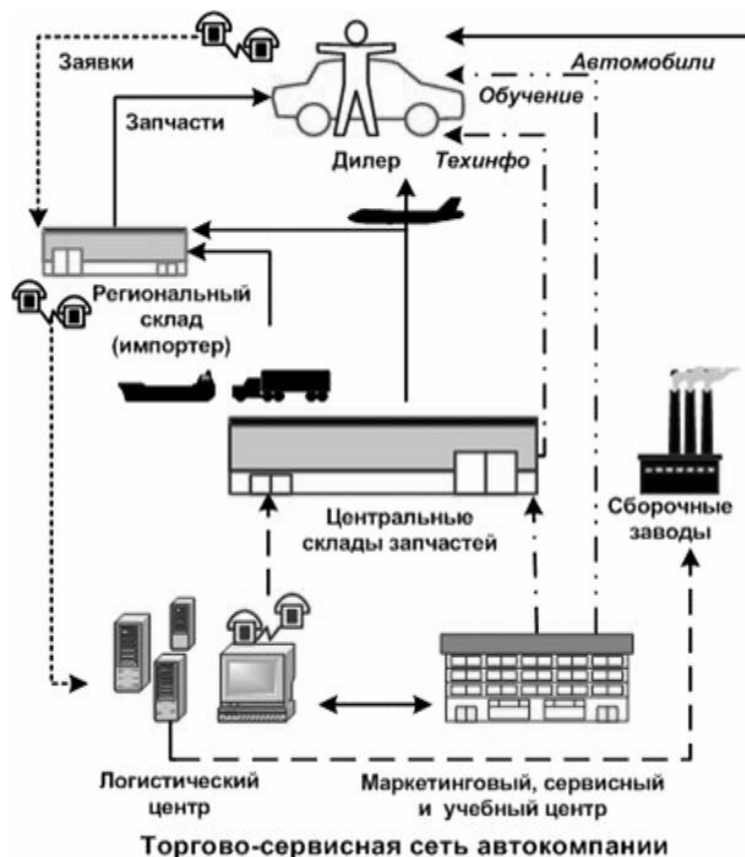 Заявки
Автомобили
Обучение
Запчасти
Дилер
Техинфо
Региональный
склад
(импортер)
Центральные
склады запчастей
Сборочные
заводы
Логистический
центр
Маркетинговый, сервисный
и учебный центр
Торгово-сервисная сеть автокомпании